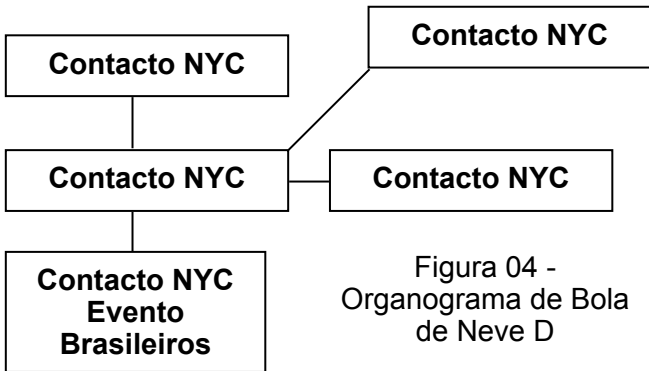 Contacto NYC
Contacto NYC
Contacto NYC
Contacto NYC
Contacto NYC
Evento
Brasileiros
Figura 04 -
Organograma de Bola
de Neve D